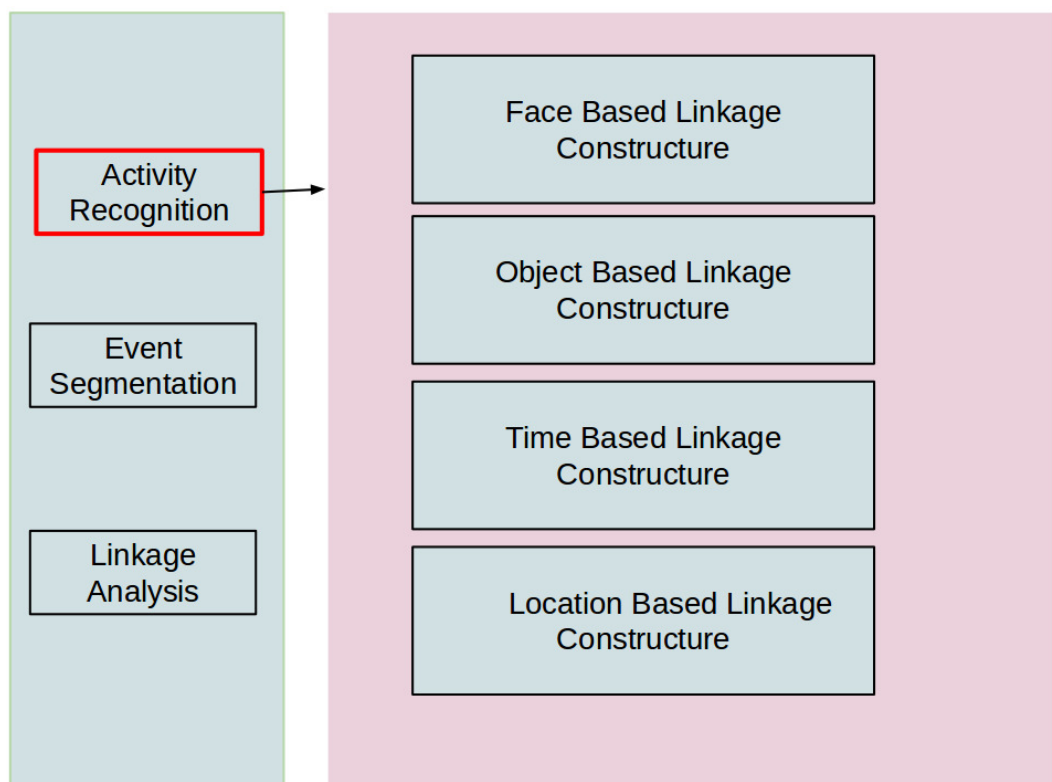 Activity
Recognition
Event
Segmentation
Linkage
Analysis
Face Based Linkage
Constructure
Object Based Linkage
Constructure
Time Based Linkage
Constructure
Location Based Linkage
Constructure